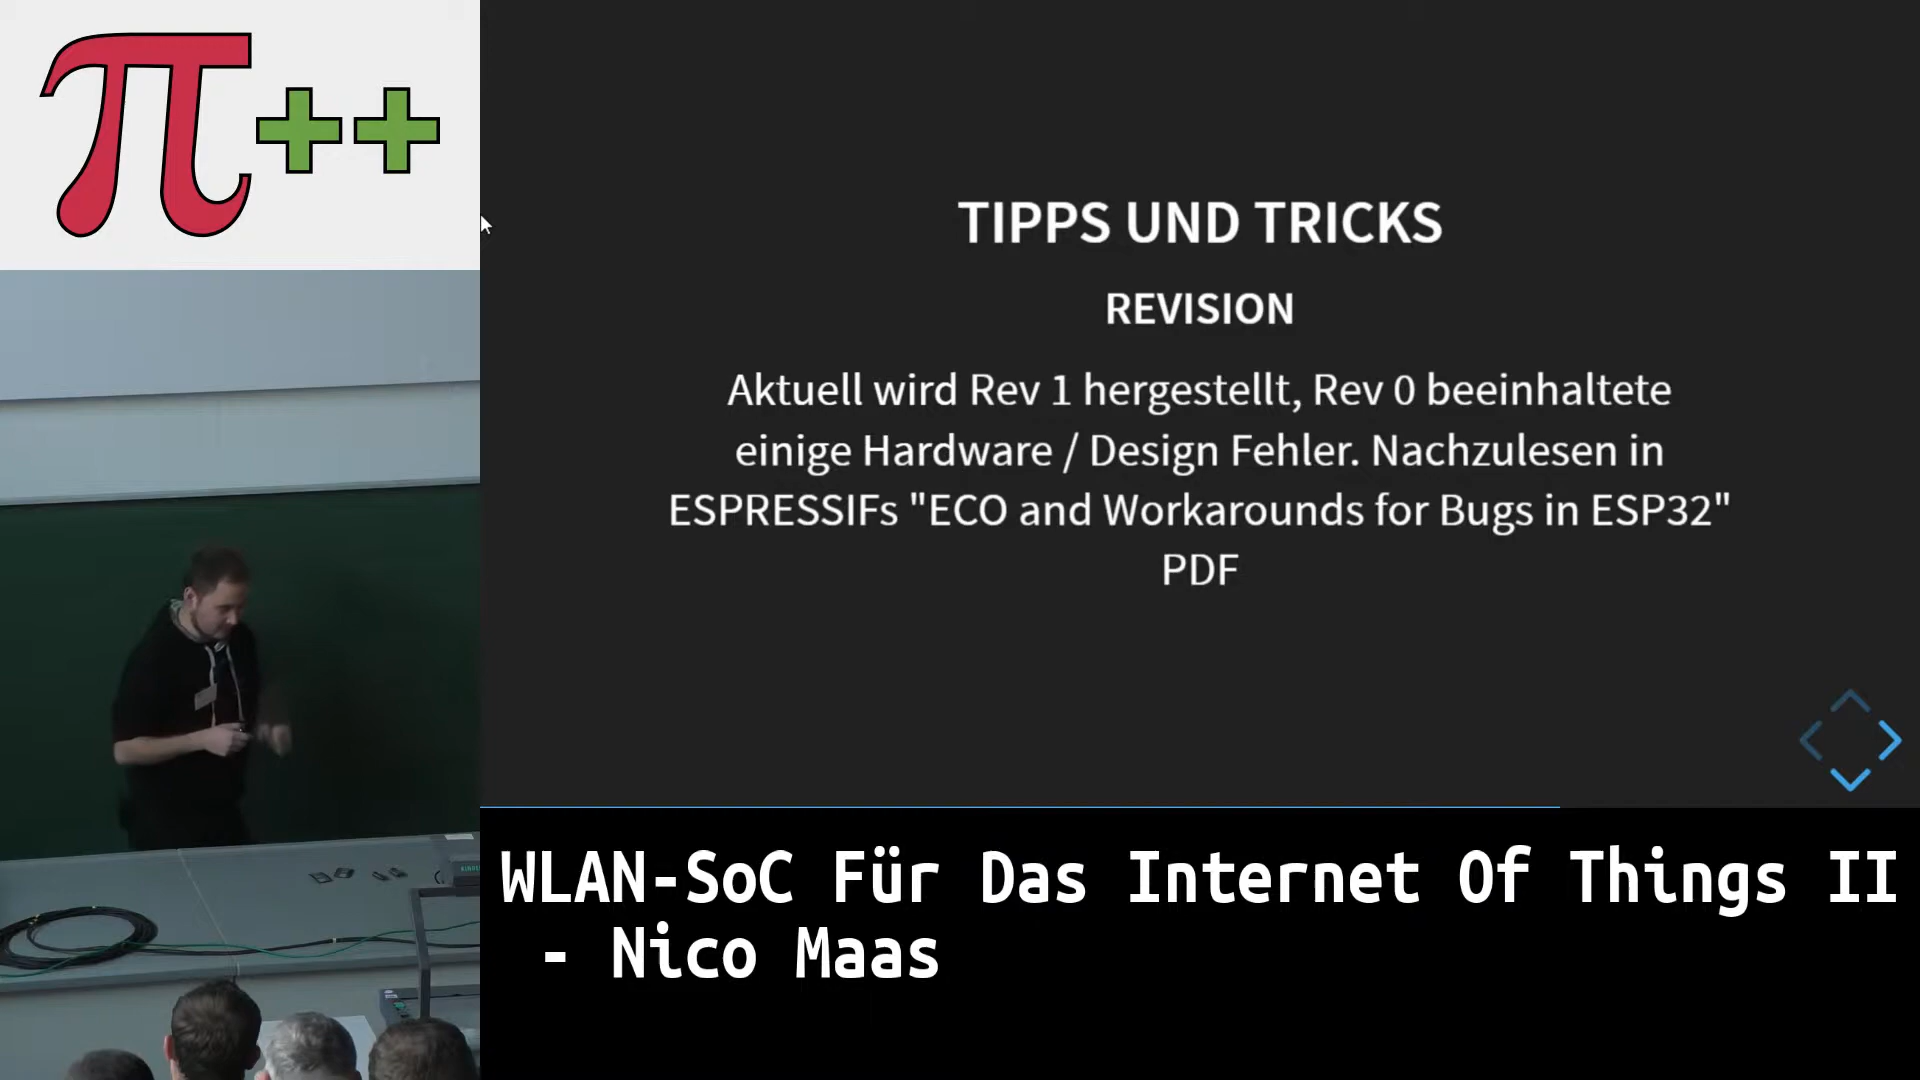 π++
TIPPS UND TRICKS
REVISION
Aktuell wird Rev 1 hergestellt, Rev 0 beeinhaltete
einige Hardware / Design Fehler. Nachzulesen in
ESPRESSIFs "ECO and Workarounds for Bugs in ESP32"
PDF
WLAN-SoC Für Das Internet Of Things II
- Nico Maas